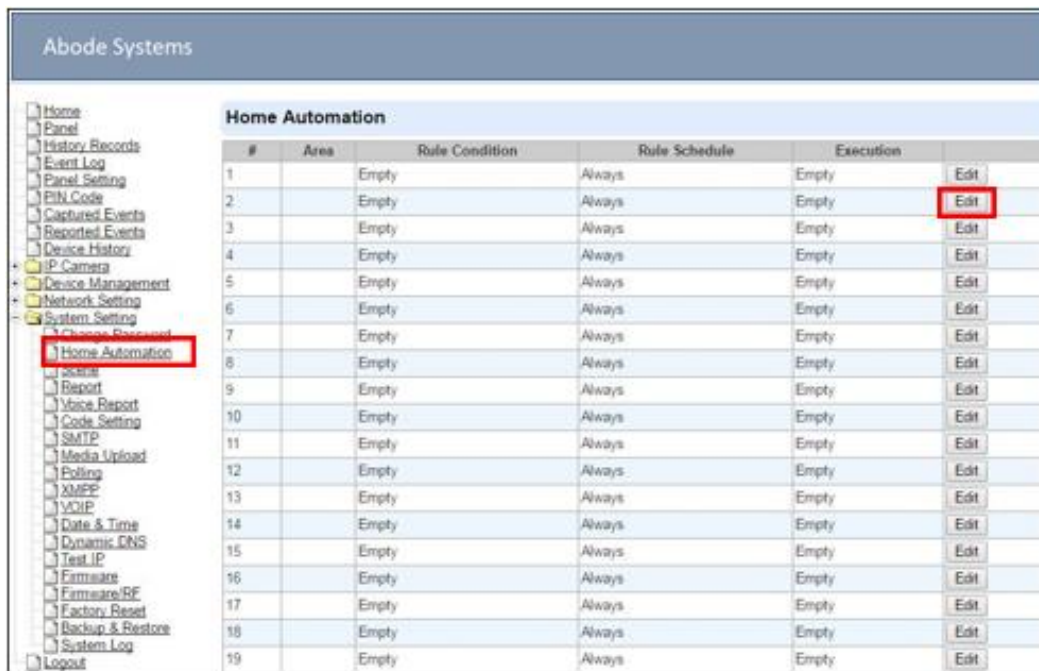 Abode Systems
Home
Panel
History Records
Event Log
Panel Setting
PIN Code
Captured Events
Reported Events
Device History
IP Camera
Device Management
Network Setting
System Setting
Change Password
Home Automation
Scene
Report
Voice Report
Code Setting
SMTP
Media Upload
Polling
XMPP
VOIP
Date & Time
Dynamic DNS
Test IP
Firmware
Firmware/RF
Factory Reset
Backup & Restore
System Log
Logout
Home Automation
# Area Rule Condition Rule Schedule Execution
1 Empty Always Empty Edit
2 Empty Always Empty Edit
3 Empty Always Empty Edit
4 Empty Always Empty Edit
5 Empty Always Empty Edit
6 Empty Always Empty Edit
7 Empty Always Empty Edit
8 Empty Always Empty Edit
9 Empty Always Empty Edit
10 Empty Always Empty Edit
11 Empty Always Empty Edit
12 Empty Always Empty Edit
13 Empty Always Empty Edit
14 Empty Always Empty Edit
15 Empty Always Empty Edit
16 Empty Always Empty Edit
17 Empty Always Empty Edit
18 Empty Always Empty Edit
19 Empty Always Empty Edit